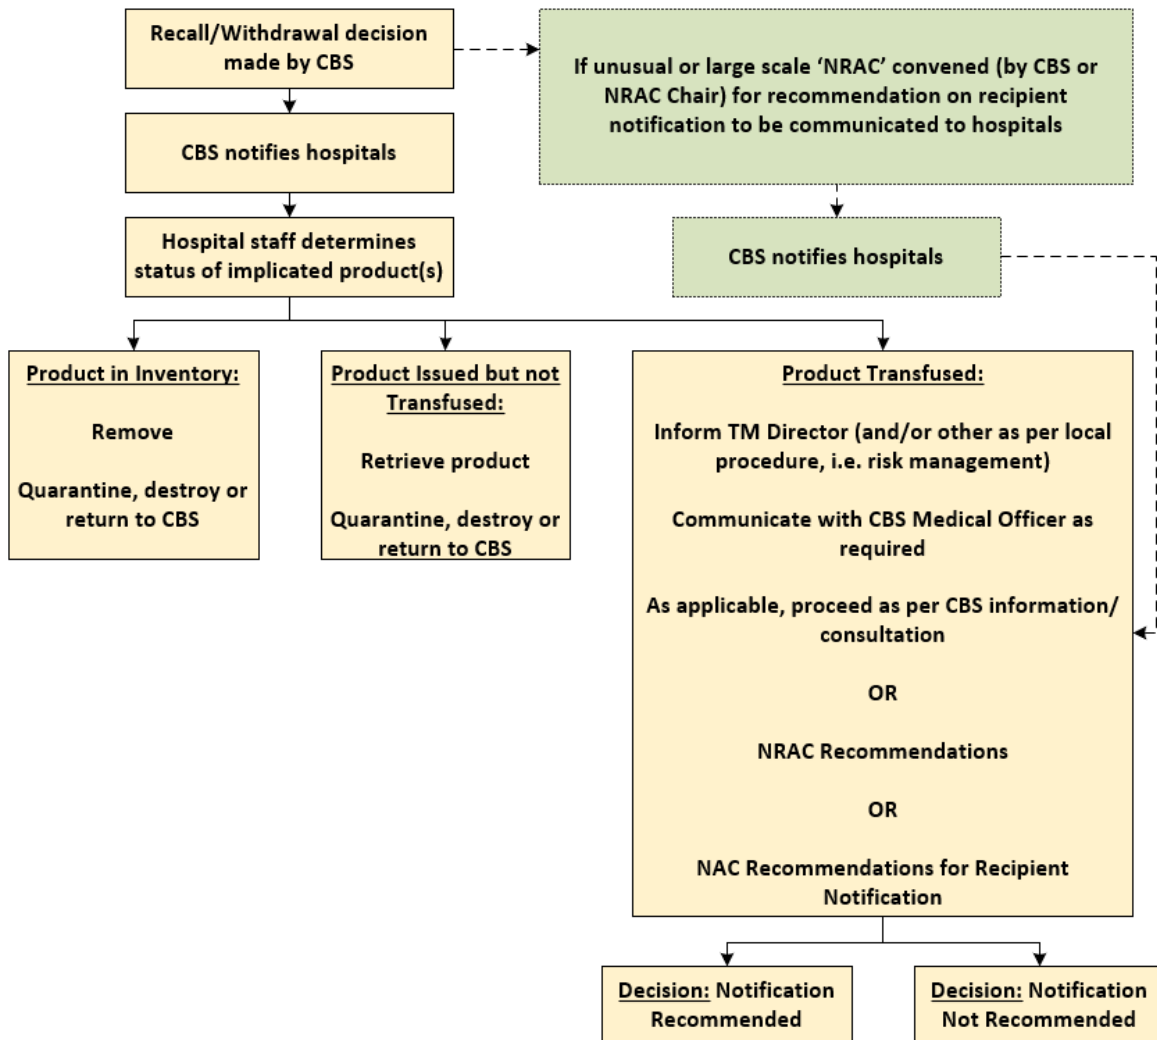 Recall/Withdrawal decision
made by CBS
If unusual or large scale ‘NRAC’ convened (by CBS or
NRAC Chair) for recommendation on recipient
notification to be communicated to hospitals
CBS notifies hospitals
Hospital staff determines
status of implicated product(s)
CBS notifies hospitals
Product in Inventory:
Remove
Quarantine, destroy or
return to CBS
Product Issued but not
Transfused:
Retrieve product
Quarantine, destroy or
return to CBS
Product Transfused:
Inform TM Director (and/or other as per local
procedure, i.e. risk management)
Communicate with CBS Medical Officer as
required
As applicable, proceed as per CBS information/
consultation
OR
NRAC Recommendations
OR
NAC Recommendations for Recipient
Notification
Decision: Notification
Recommended
Decision: Notification
Not Recommended